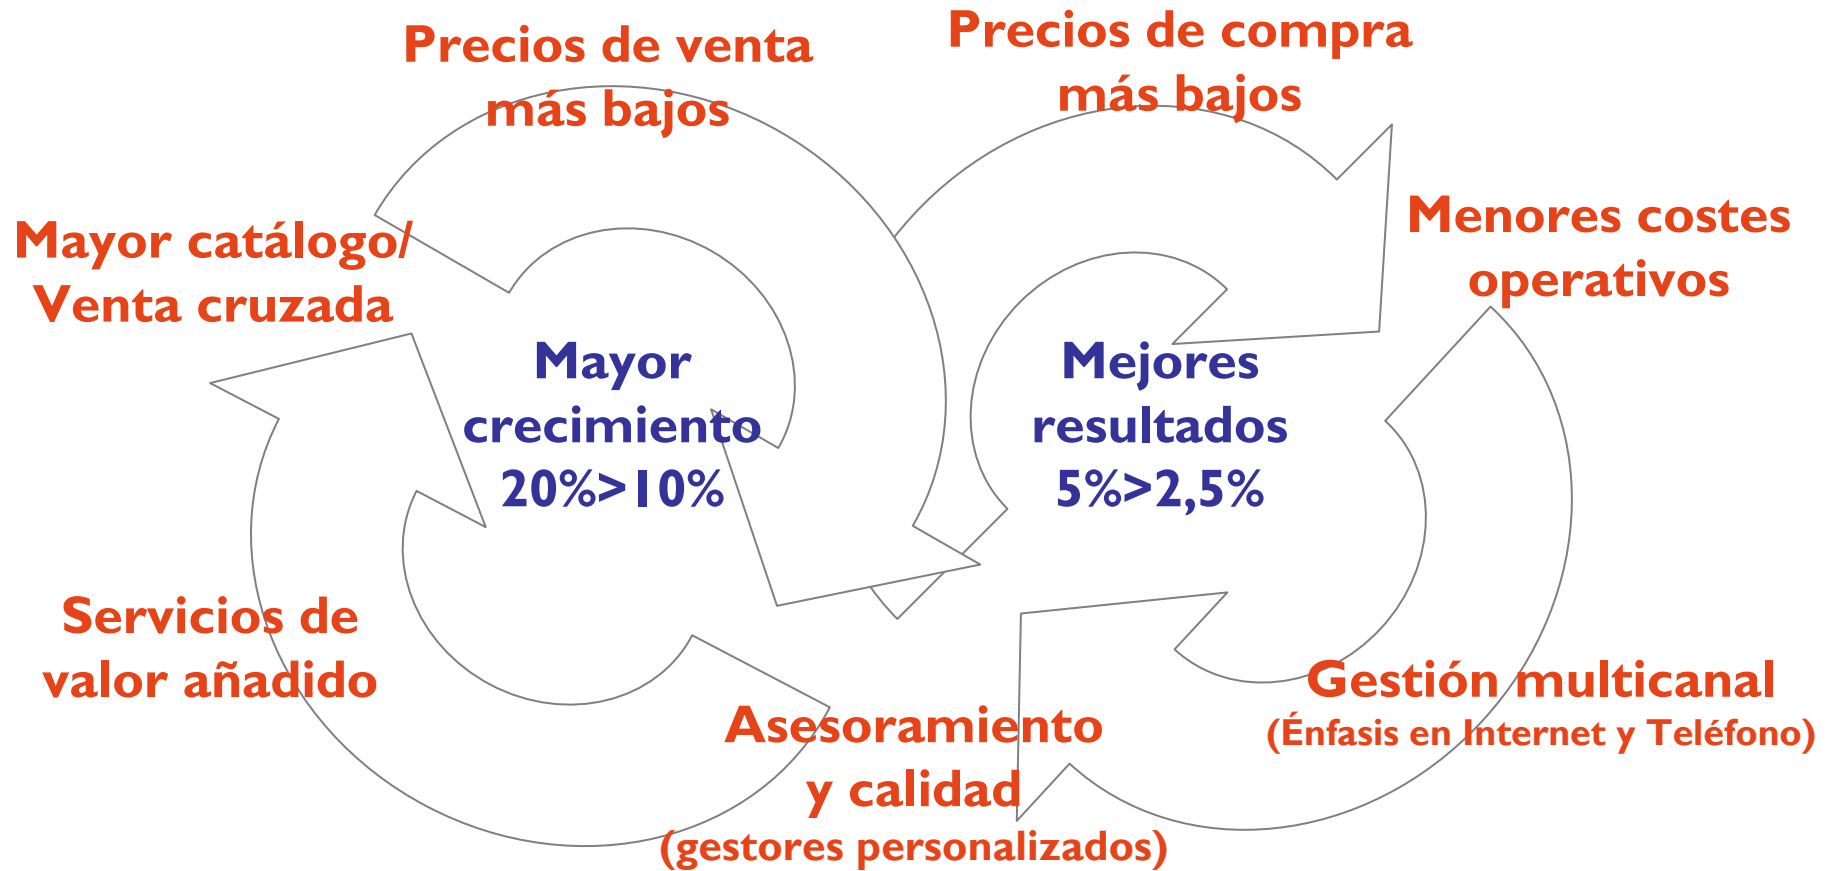 Precios de venta
más bajos
Precios de compra
más bajos
Mayor catálogo/
Venta cruzada
Menores costes
operativos
Mayor
crecimiento
20%>10%
Mejores
resultados
5%>2,5%
Servicios de
valor añadido
Asesoramiento
y calidad
(gestores personalizados)
Gestión multicanal
(Énfasis en Internet y Teléfono)